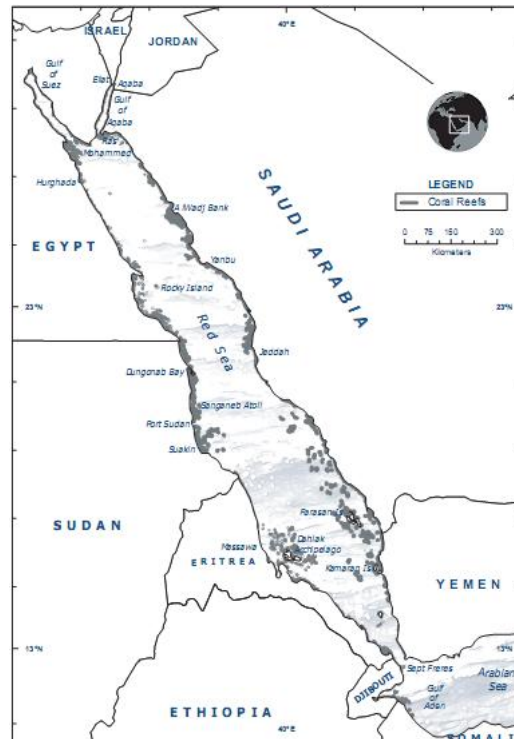 40°E
ISRAEL
JORDAN
Gulf
of
Suez
Eilat
Aqaba
Gulf
of
Aqaba
Ras
Mohammed
Hurghada
SAUDI ARABIA
LEGEND
Coral Reefs
0 75 150 300
Kilometers
Al Wadj Bank
EGYPT
Yanbu
Rocky Island
23°N
23°N
Red Sea
Jeddah
Dungonab Bay
Sanganeb Atoll
Port Sudan
Suakin
SUDAN
Farasan Is
Massawa
Dahlak
Archipelago
ERITREA
Kamaran Is
YEMEN
13°N
13°N
Sept Freres
Arabian
Sea
DJIBOUTI
Gulf
of
Aden
ETHIOPIA
40°E
SOMALI